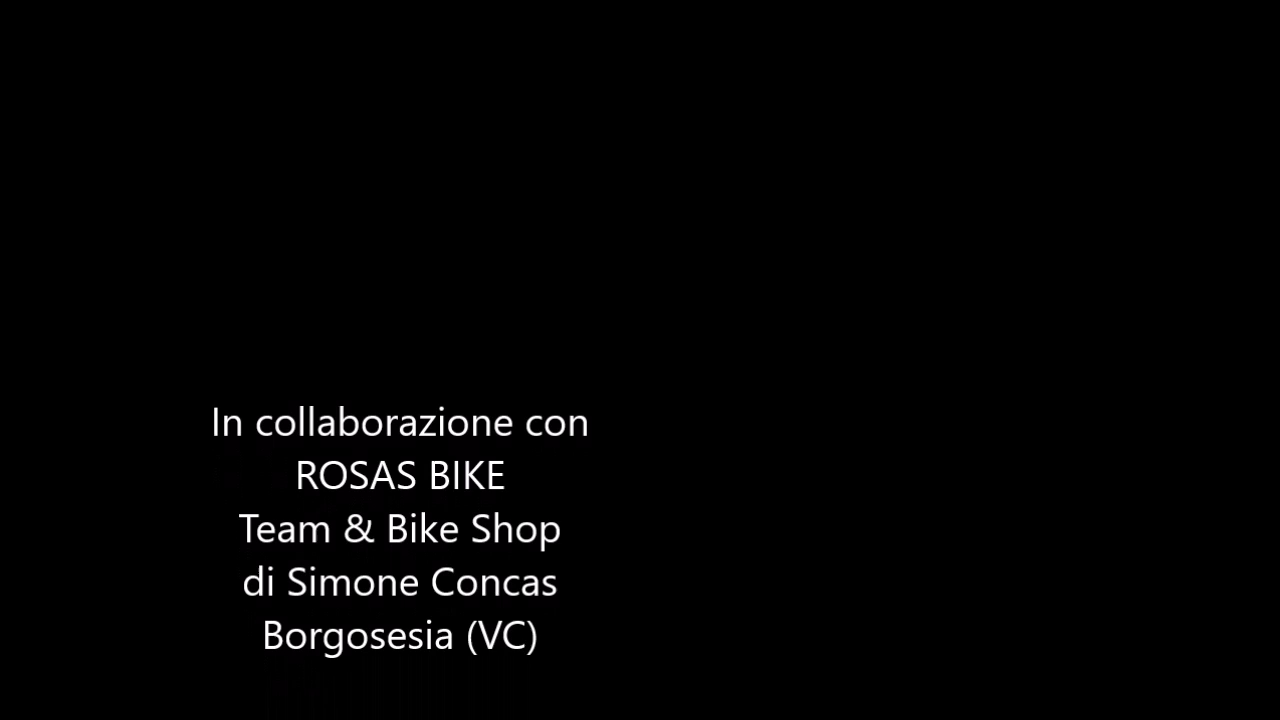 In collaborazione con
ROSAS BIKE
Team & Bike Shop
di Simone Concas
Borgosesia (VC)